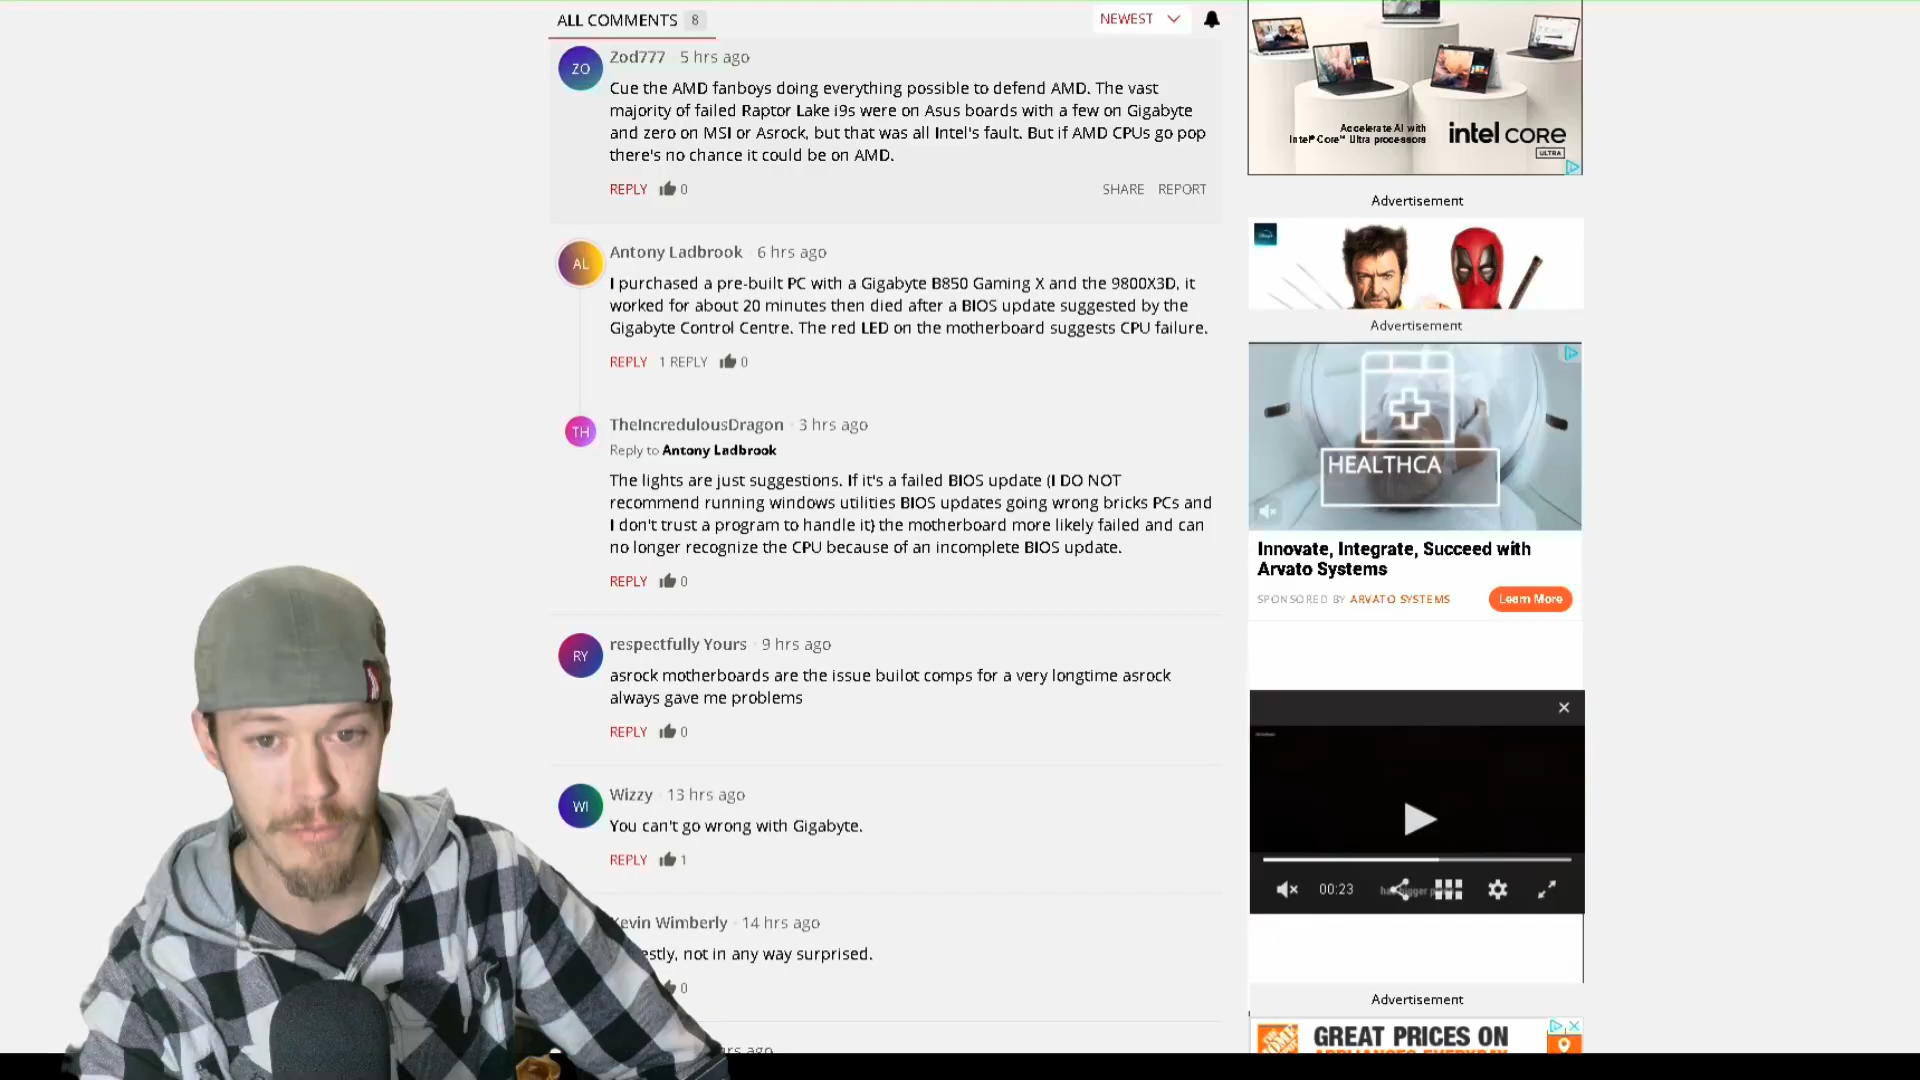 ALL COMMENTS 8
NEWEST
ZO
Zod777 · 5 hrs ago
Cue the AMD fanboys doing everything possible to defend AMD. The vast
majority of failed Raptor Lake i9s were on Asus boards with a few on Gigabyte
and zero on MSI or Asrock, but that was all Intel's fault. But if AMD CPUs go pop
there's no chance it could be on AMD.
REPLY 0 SHARE REPORT
AL
Antony Ladbrook · 6 hrs ago
I purchased a pre-built PC with a Gigabyte B850 Gaming X and the 9800X3D, it
worked for about 20 minutes then died after a BIOS update suggested by the
Gigabyte Control Centre. The red LED on the motherboard suggests CPU failure.
REPLY 1 REPLY 0
TH
TheIncredulousDragon · 3 hrs ago
Reply to Antony Ladbrook
The lights are just suggestions. If it's a failed BIOS update (I DO NOT
recommend running windows utilities BIOS updates going wrong bricks PCs and
I don't trust a program to handle it) the motherboard more likely failed and can
no longer recognize the CPU because of an incomplete BIOS update.
REPLY 0
RY
respectfully Yours · 9 hrs ago
asrock motherboards are the issue builot comps for a very longtime asrock
always gave me problems
REPLY 0
WI
Wizzy · 13 hrs ago
You can't go wrong with Gigabyte.
REPLY 1
Kevin Wimberly · 14 hrs ago
estly, not in any way surprised.
0
hrs ago
Accelerate AI with
Intel® Core™ Ultra processors
intel CORE
ULTRA
Advertisement
Disney+
Advertisement
HEALTHCA
Innovate, Integrate, Succeed with
Arvato Systems
SPONSORED BY ARVATO SYSTEMS
Learn More
00:23
Advertisement
GREAT PRICES ON
APPLIANCES EVERYDAY